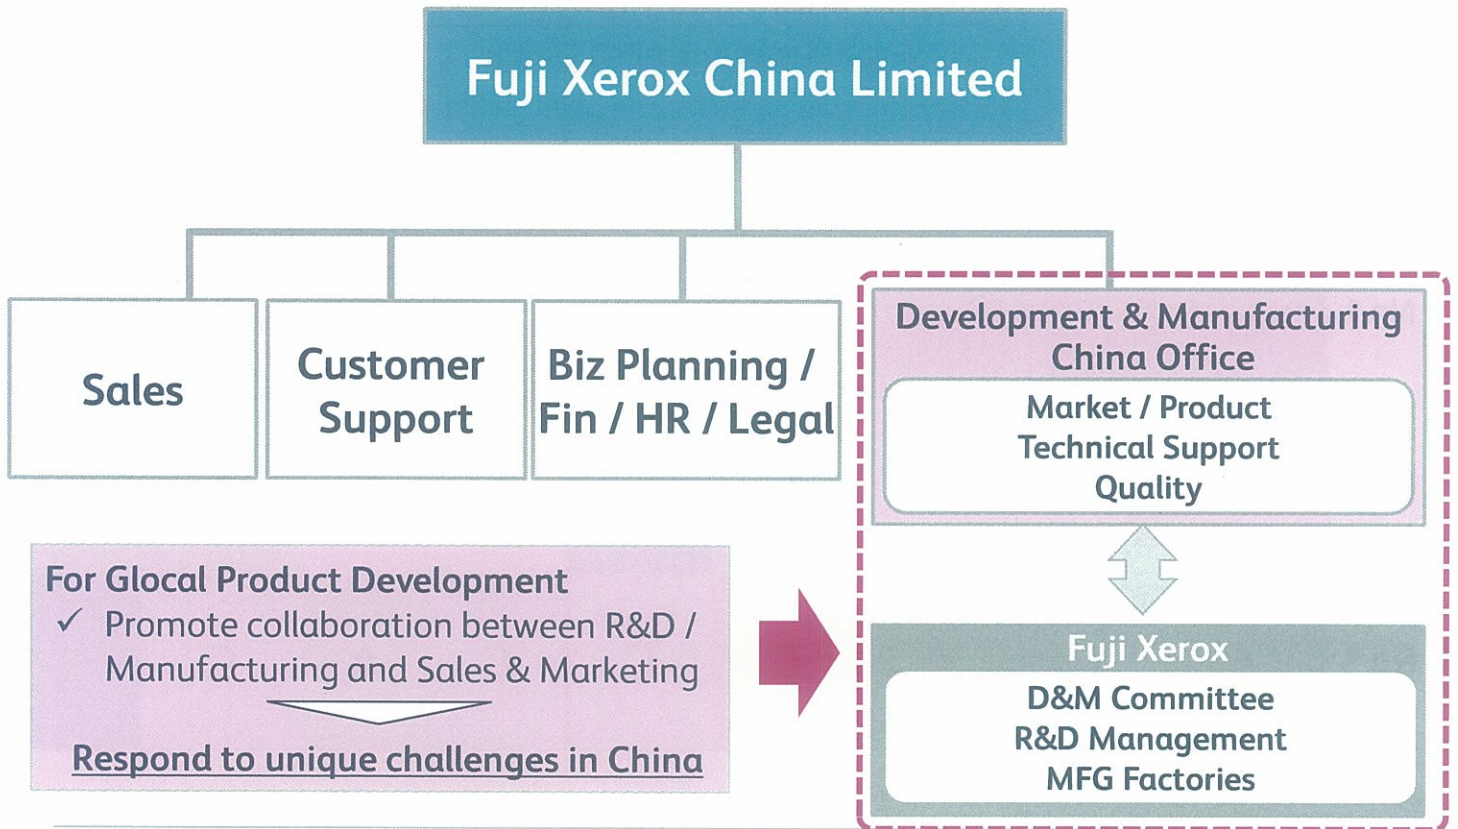 Fuji Xerox China Limited
Sales
Customer
Support
Biz Planning /
Fin / HR / Legal
Development & Manufacturing
China Office
Market / Product
Technical Support
Quality
For Glocal Product Development
✓ Promote collaboration between R&D /
Manufacturing and Sales & Marketing
Respond to unique challenges in China
Fuji Xerox
D&M Committee
R&D Management
MFG Factories